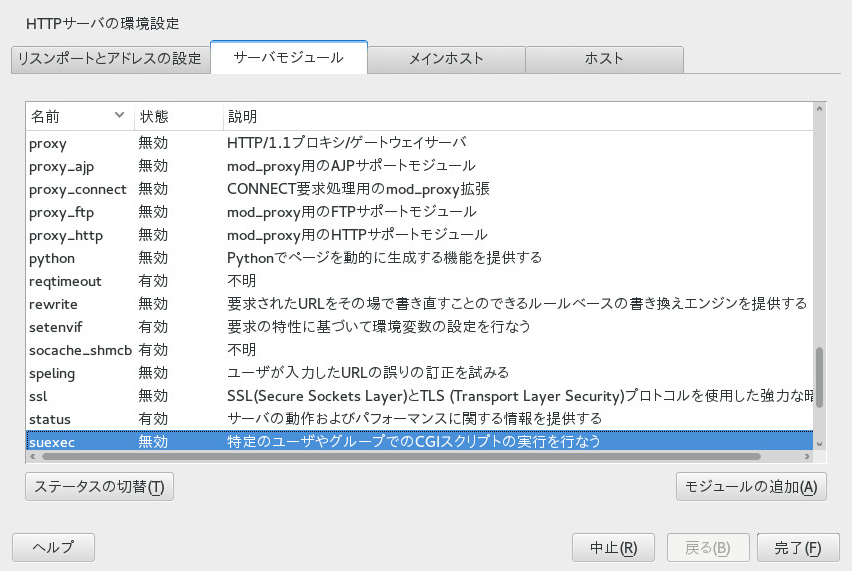 HTTPサーバの環境設定
リスンポートとアドレスの設定 サーバモジュール メインホスト ホスト
名前 状態 説明
proxy 無効 HTTP/1.1プロキシ/ゲートウェイサーバ
proxy_ajp 無効 mod_proxy用のAJPサポートモジュール
proxy_connect 無効 CONNECT要求処理用のmod_proxy拡張
proxy_ftp 無効 mod_proxy用のFTPサポートモジュール
proxy_http 無効 mod_proxy用のHTTPサポートモジュール
python 無効 Pythonでページを動的に生成する機能を提供する
reqtimeout 有効 不明
rewrite 無効 要求されたURLをその場で書き直すことのできるルールベースの書き換えエンジンを提供する
setenvif 有効 要求の特性に基づいて環境変数の設定を行なう
socache_shmcb 有効 不明
speling 無効 ユーザが入力したURLの誤りの訂正を試みる
ssl 無効 SSL(Secure Sockets Layer)とTLS (Transport Layer Security)プロトコルを使用した強力な暗
status 有効 サーバの動作およびパフォーマンスに関する情報を提供する
suexec 無効 特定のユーザやグループでのCGIスクリプトの実行を行なう
ステータスの切替(T) モジュールの追加(A)
ヘルプ 中止(R) 戻る(B) 完了(F)